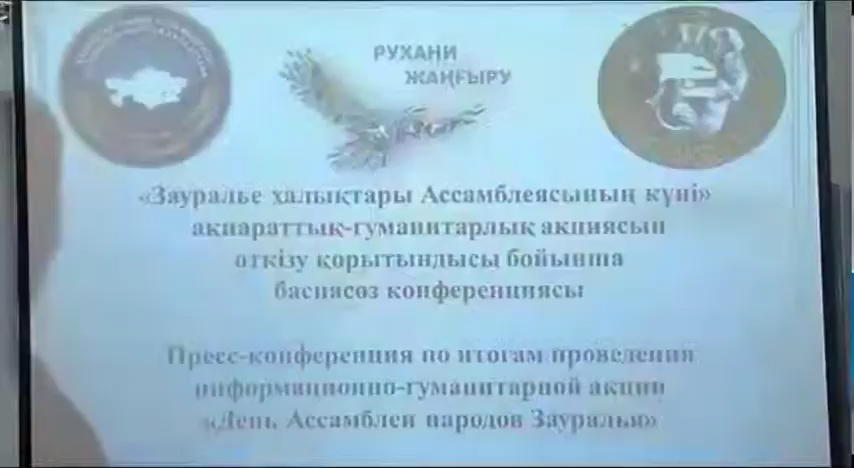 РУХАНИ
ЖАҢҒЫРУ
«Зауралье халықтары Ассамблеясының күні»
ақпараттық-гуманитарлық акциясын
өткізу қорытындысы бойынша
баспасөз конференциясы
Пресс-конференция по итогам проведения
информационно-гуманитарной акции
«День Ассамблеи народов Зауралья»